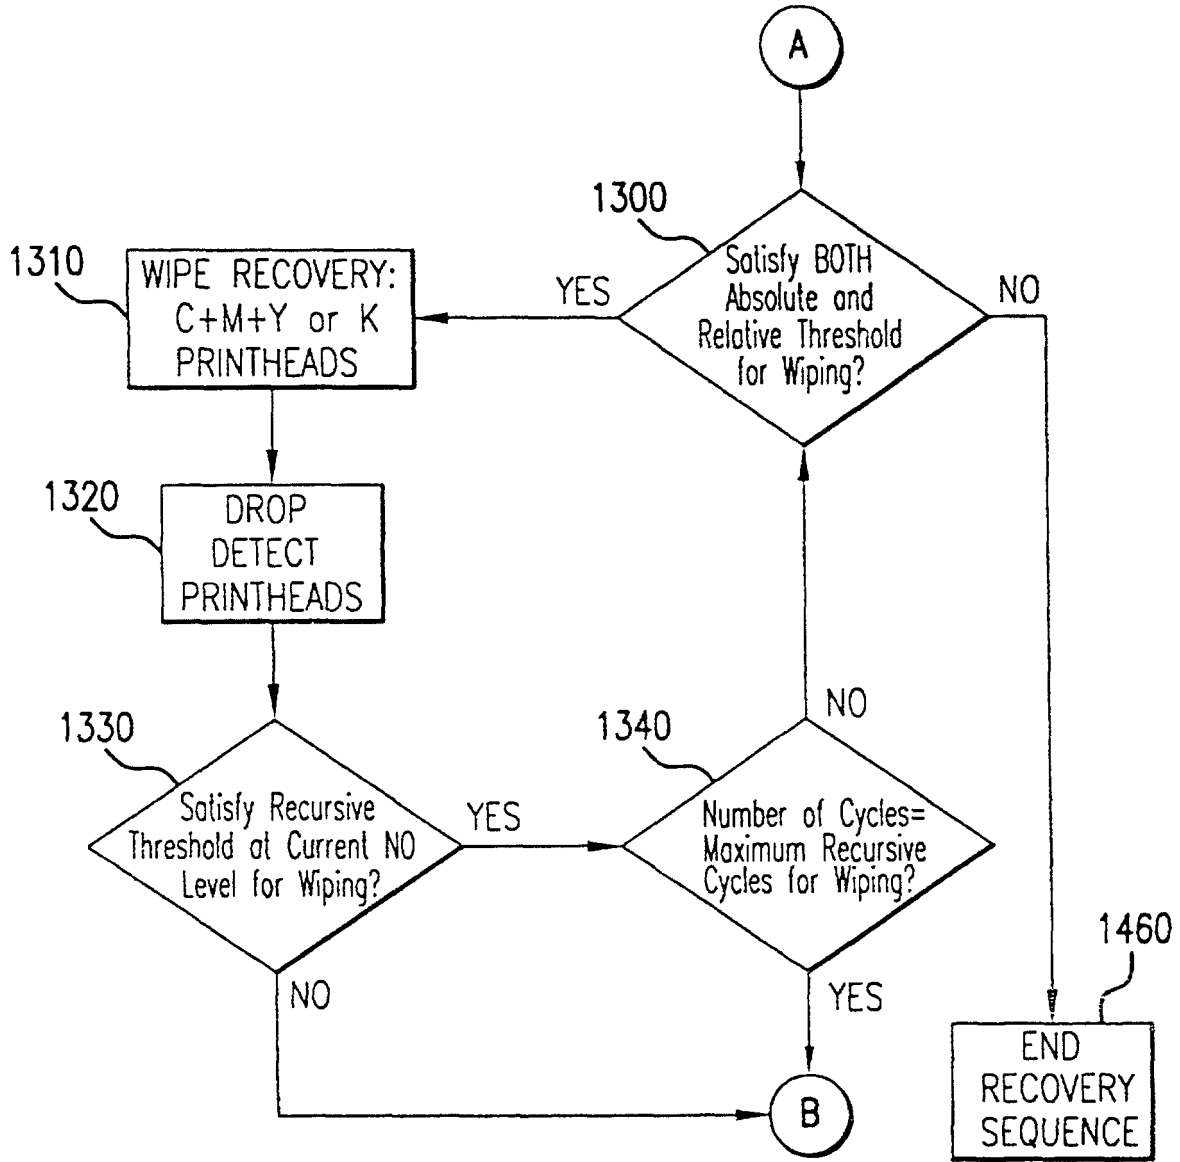 A
1300
Satisfy BOTH
Absolute and
Relative Threshold
for Wiping?
YES
NO
1310
WIPE RECOVERY:
C+M+Y or K
PRINTHEADS
1320
DROP
DETECT
PRINTHEADS
1330
Satisfy Recursive
Threshold at Current NO
Level for Wiping?
YES
NO
1340
Number of Cycles=
Maximum Recursive
Cycles for Wiping?
NO
YES
B
1460
END
RECOVERY
SEQUENCE